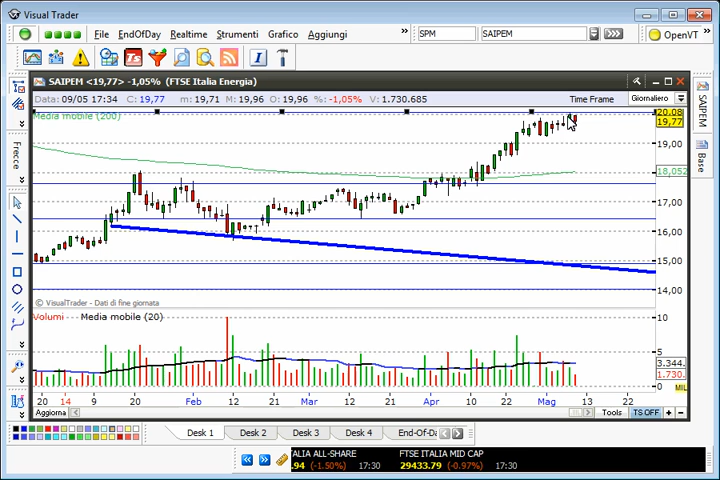 Visual Trader
File EndOfDay Realtime Strumenti Grafico Aggiungi SPM SAIPEM OpenVT
Ts I
SAIPEM <19,77> -1,05% (FTSE Italia Energia)
Data: 09/05 17:34 C: 19,77 m: 19,71 M: 19,96 O: 19,96 %: -1,05% V: 1.730.685 Time Frame Giornaliero
Media mobile (200)
20,08
19,77
19,00
18,052
17,00
16,00
15,00
14,00
Frecce
SAIPEM
Base
© VisualTrader - Dati di fine giornata
Volumi Media mobile (20)
10
5
3.344.
1.730.
0
MIL
20 14 9 20 Feb 12 Mar 12 Apr 10 Mag 13 22
Aggiorna Tools TS OFF + -
Desk 1 Desk 2 Desk 3 Desk 4 End-Of-Da
ALIA ALL-SHARE FTSE ITALIA MID CAP
.94 (-1.50%) 17:30 29433.79 (-0.97%) 17:30